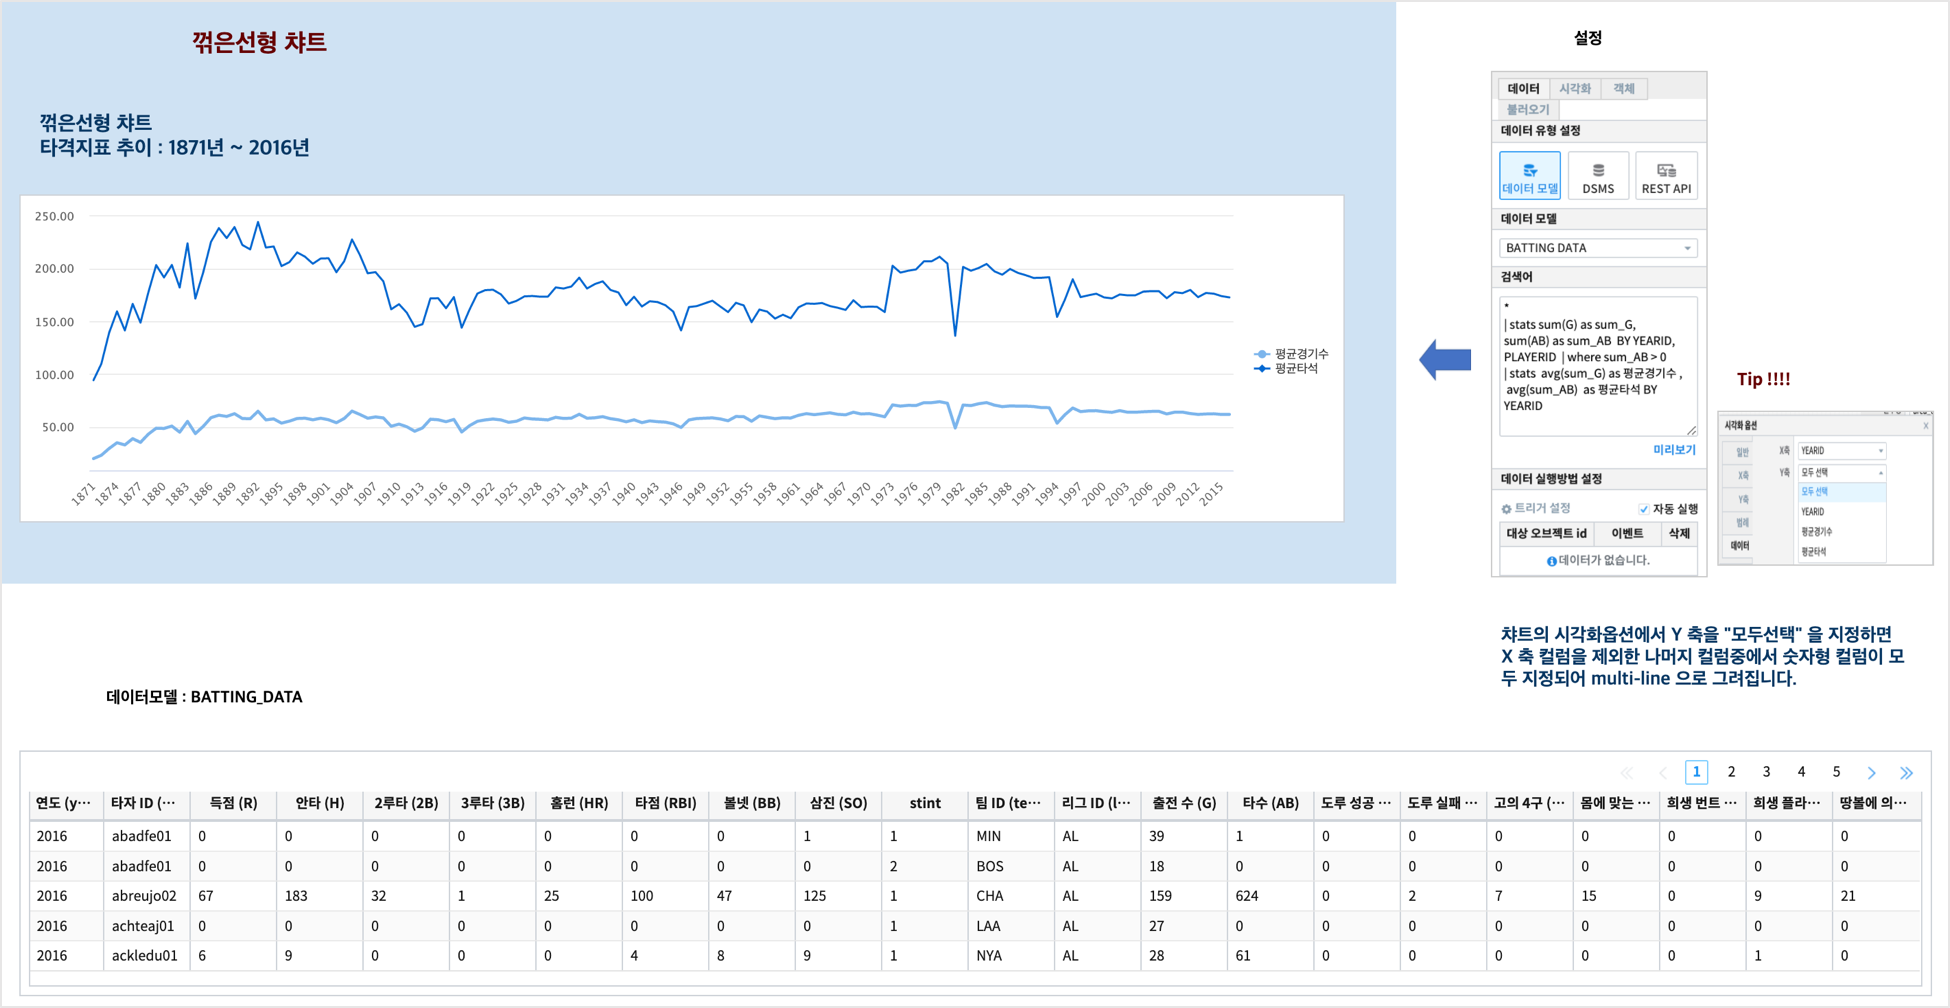 꺾은선형 챠트
꺾은선형 챠트
타격지표 추이 : 1871년 ~ 2016년
250.00
200.00
150.00
100.00
50.00
1871 1874 1877 1880 1883 1886 1889 1892 1895 1898 1901 1904 1907 1910 1913 1916 1919 1922 1925 1928 1931 1934 1937 1940 1943 1946 1949 1952 1955 1958 1961 1964 1967 1970 1973 1976 1979 1982 1985 1988 1991 1994 1997 2000 2003 2006 2009 2012 2015
평균경기수
평균타석
설정
데이터 시각화 객체
불러오기
데이터 유형 설정
데이터 모델 DSMS REST API
데이터 모델
BATTING DATA
검색어
*
| stats sum(G) as sum_G,
sum(AB) as sum_AB BY YEARID,
PLAYERID | where sum_AB > 0
| stats avg(sum_G) as 평균경기수 ,
avg(sum_AB) as 평균타석 BY
YEARID
미리보기
데이터 실행방법 설정
트리거 설정 자동 실행
대상 오브젝트 id 이벤트 삭제
데이터가 없습니다.
Tip !!!!
시각화 옵션 X
일반 X축 YEARID
X축 Y축 모두 선택
모두 선택
Y축 YEARID
범례 평균경기수
데이터 평균타석
챠트의 시각화옵션에서 Y 축을 "모두선택" 을 지정하면
X 축 컬럼을 제외한 나머지 컬럼중에서 숫자형 컬럼이 모
두 지정되어 multi-line 으로 그려집니다.
데이터모델 : BATTING_DATA
1 2 3 4 5
연도 (y··· 타자 ID (··· 득점 (R) 안타 (H) 2루타 (2B) 3루타 (3B) 홈런 (HR) 타점 (RBI) 볼넷 (BB) 삼진 (SO) stint 팀 ID (te··· 리그 ID (l··· 출전 수 (G) 타수 (AB) 도루 성공 ··· 도루 실패 ··· 고의 4구 (··· 몸에 맞는 ··· 희생 번트 ··· 희생 플라··· 땅볼에 의···
2016 abadfe01 0 0 0 0 0 0 0 1 1 MIN AL 39 1 0 0 0 0 0 0 0
2016 abadfe01 0 0 0 0 0 0 0 0 2 BOS AL 18 0 0 0 0 0 0 0 0
2016 abreujo02 67 183 32 1 25 100 47 125 1 CHA AL 159 624 0 2 7 15 0 9 21
2016 achteaj01 0 0 0 0 0 0 0 0 1 LAA AL 27 0 0 0 0 0 0 0 0
2016 ackledu01 6 9 0 0 0 4 8 9 1 NYA AL 28 61 0 0 0 0 0 1 0